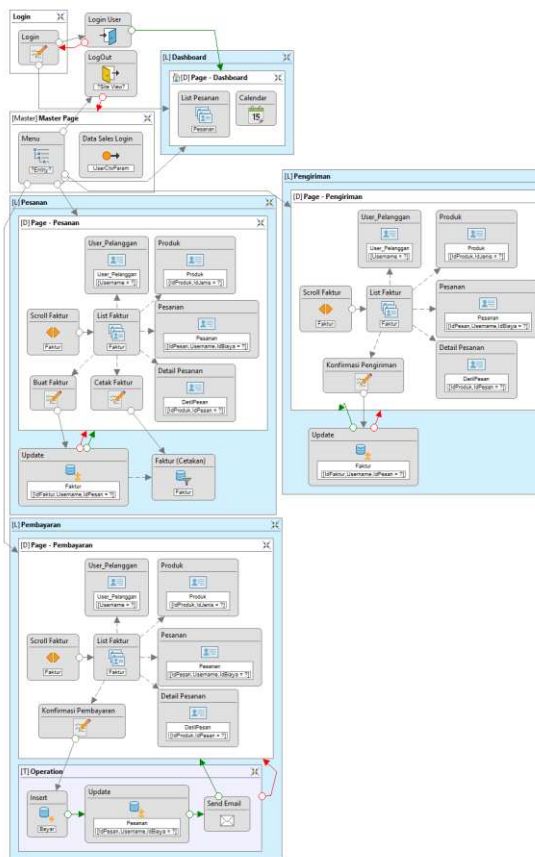 Login
Login
Login User
LogOut
"Site View?"
[L] Dashboard
[D] Page - Dashboard
List Pesanan
Pesanan
Calendar
15
[Master] Master Page
Menu
"Entry?"
Data Sales Login
UserCtxParam
[L] Pesanan
[D] Page - Pesanan
User_Pelanggan
User_Pelanggan
[Username = ?]
Produk
Produk
[IdProduk,IdJenis = ?]
Scroll Faktur
Faktur
List Faktur
Faktur
Pesanan
Pesanan
[IdPesan,Username,IdBiaya = ?]
Buat Faktur
Cetak Faktur
Detail Pesanan
DetilPesan
[IdProduk,IdPesan = ?]
Update
Faktur
[IdFaktur,Username,IdPesan = ?]
Faktur (Cetakan)
Faktur
[L] Pengiriman
[D] Page - Pengiriman
User_Pelanggan
User_Pelanggan
[Username = ?]
Produk
Produk
[IdProduk,IdJenis = ?]
Scroll Faktur
Faktur
List Faktur
Faktur
Pesanan
Pesanan
[IdPesan,Username,IdBiaya = ?]
Konfirmasi Pengiriman
Detail Pesanan
DetilPesan
[IdProduk,IdPesan = ?]
Update
Faktur
[IdFaktur,Username,IdPesan = ?]
[L] Pembayaran
[D] Page - Pembayaran
User_Pelanggan
User_Pelanggan
[Username = ?]
Produk
Produk
[IdProduk,IdJenis = ?]
Scroll Faktur
Faktur
List Faktur
Faktur
Pesanan
Pesanan
[IdPesan,Username,IdBiaya = ?]
Konfirmasi Pembayaran
Detail Pesanan
DetilPesan
[IdProduk,IdPesan = ?]
[T] Operation
Insert
Bayar
Update
Pesanan
[IdPesan,Username,IdBiaya = ?]
Send Email